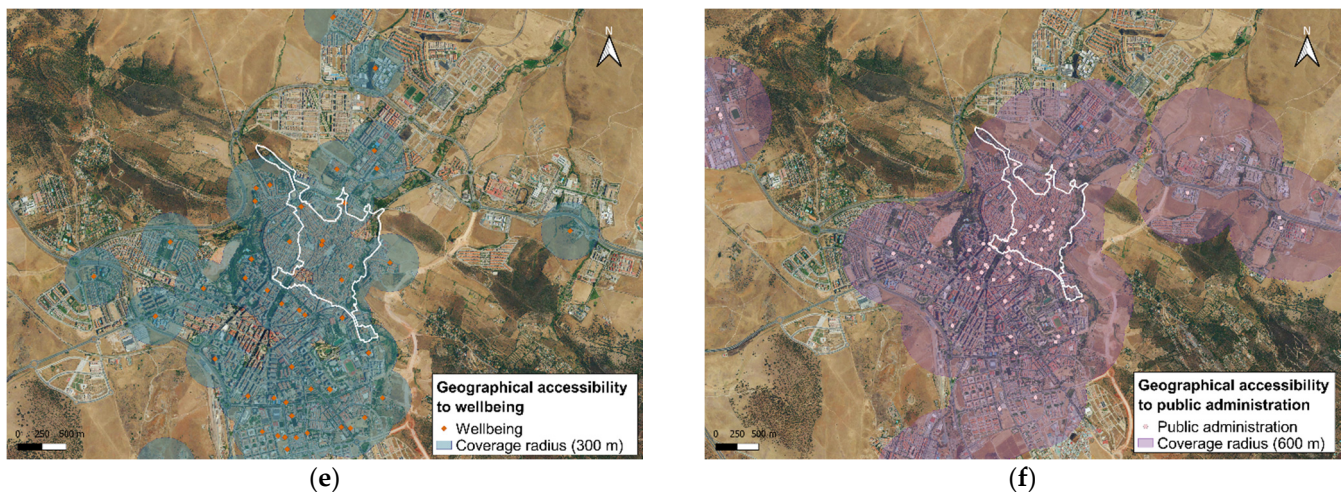 N
Geographical accessibility
to wellbeing
Wellbeing
Coverage radius (300 m)
0 250 500 m
(e)
N
Geographical accessibility
to public administration
Public administration
Coverage radius (600 m)
0 250 500 m
(f)